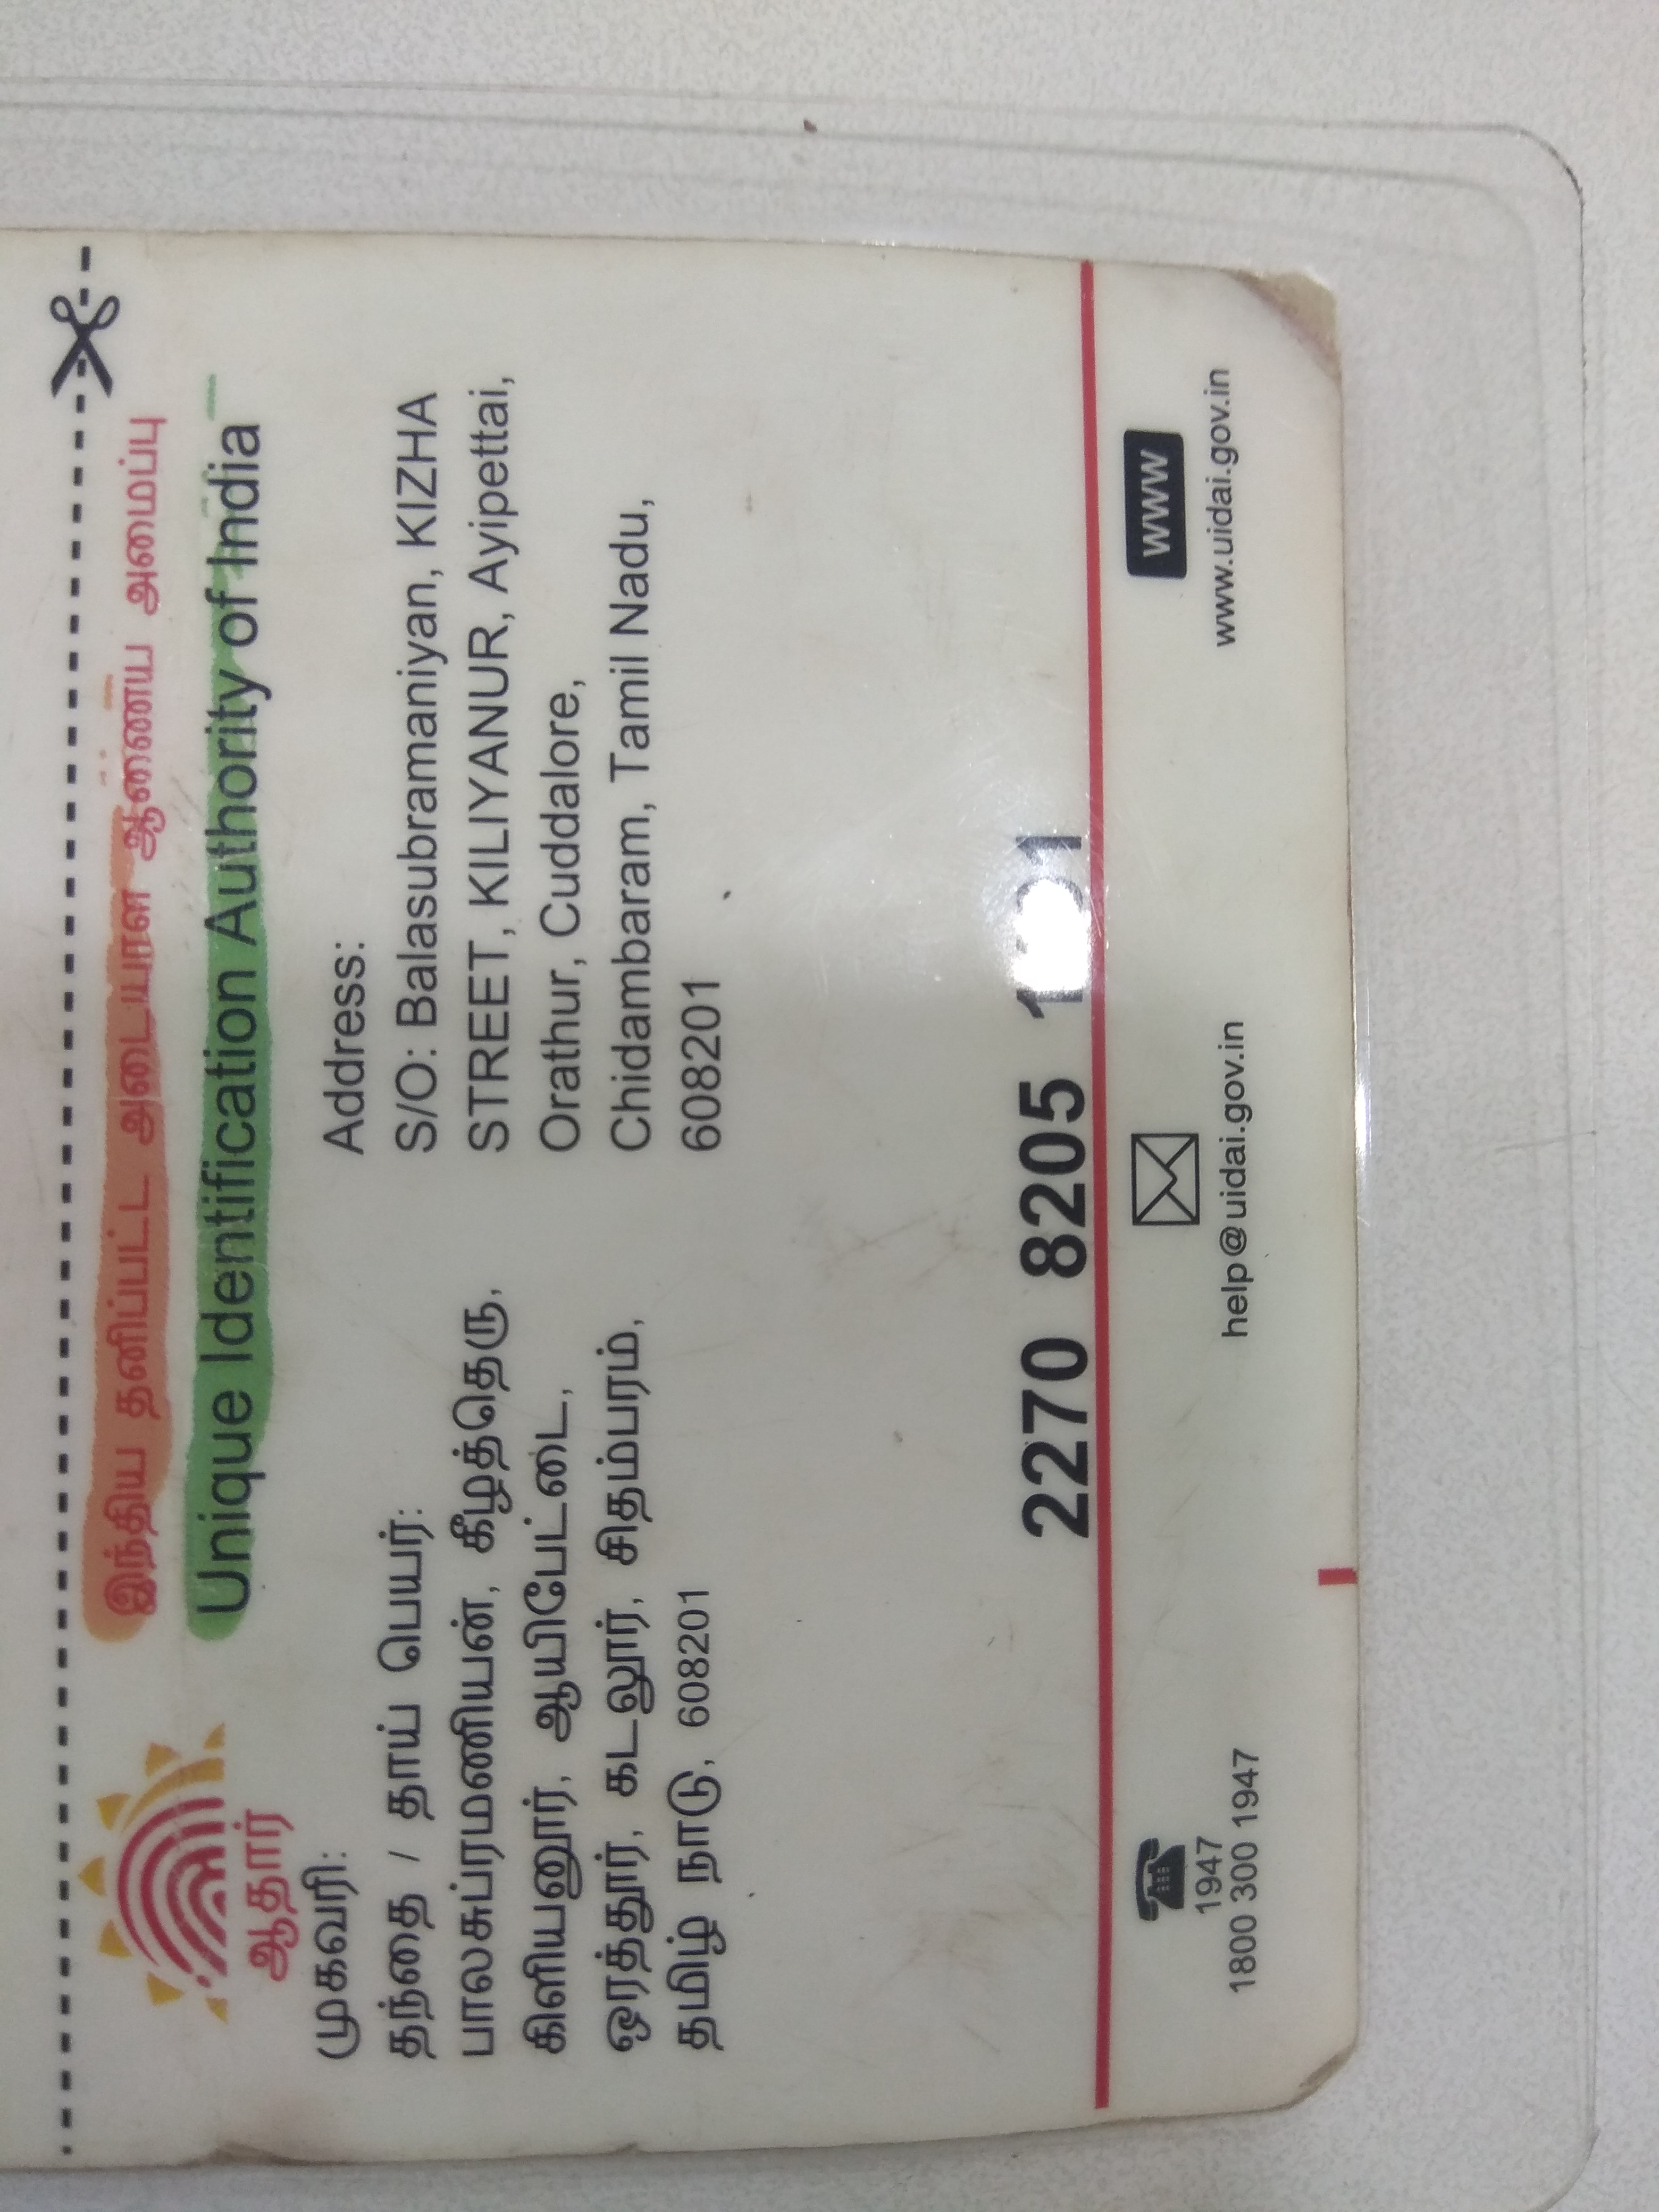 இந்திய தனிப்பட்ட அடையாள ஆணைய அமைப்பு
Unique Identification Authority of India
ஆதார்
முகவரி:
தந்தை / தாய் பெயர்:
பாலசுப்ரமணியன், கீழத்தெரு,
கிளியனூர், ஆயிபேட்டை,
ஒரத்தூர், கடலூர், சிதம்பரம்,
தமிழ் நாடு, 608201
Address:
S/O: Balasubramaniyan, KIZHA
STREET, KILIYANUR, Ayipettai,
Orathur, Cuddalore,
Chidambaram, Tamil Nadu,
608201
2270 8205
1947
1800 300 1947
help@uidai.gov.in
WWW
www.uidai.gov.in